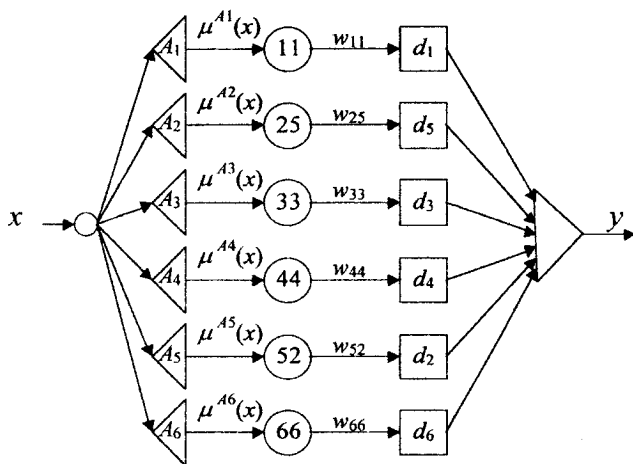 A₁ μ^{A1}(x) 11 w₁₁ d₁
A₂ μ^{A2}(x) 25 w₂₅ d₅
A₃ μ^{A3}(x) 33 w₃₃ d₃
x y
A₄ μ^{A4}(x) 44 w₄₄ d₄
A₅ μ^{A5}(x) 52 w₅₂ d₂
A₆ μ^{A6}(x) 66 w₆₆ d₆